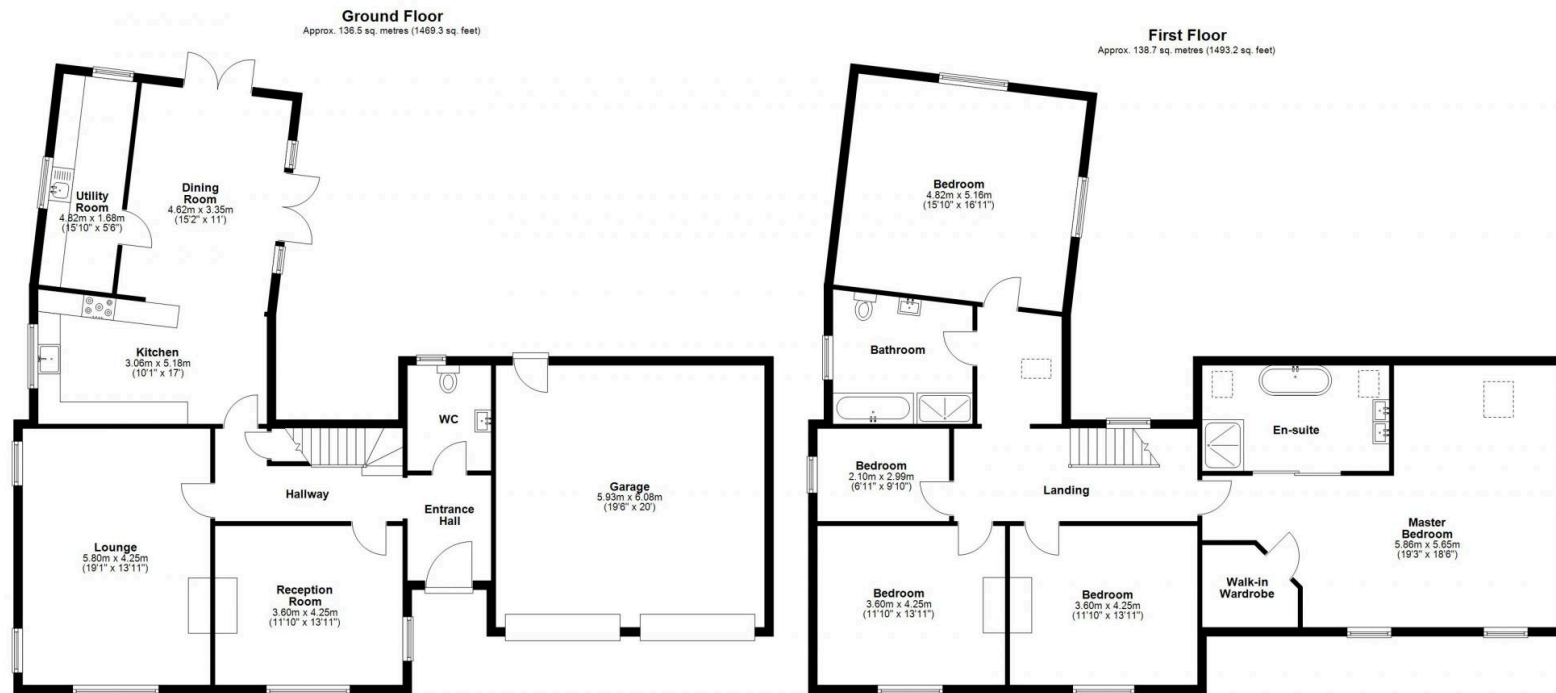 Ground Floor
Approx. 136.5 sq. metres (1469.3 sq. feet)
Utility
Room
4.82m x 1.68m
(15'10" x 5'6")
Dining
Room
4.62m x 3.35m
(15'2" x 11')
Kitchen
3.06m x 5.18m
(10'1" x 17')
WC
Hallway
Entrance
Hall
Garage
5.93m x 6.08m
(19'6" x 20')
Lounge
5.80m x 4.25m
(19'1" x 13'11")
Reception
Room
3.60m x 4.25m
(11'10" x 13'11")
First Floor
Approx. 138.7 sq. metres (1493.2 sq. feet)
Bedroom
4.82m x 5.16m
(15'10" x 16'11")
Bathroom
En-suite
Bedroom
2.10m x 2.99m
(6'11" x 9'10")
Landing
Master
Bedroom
5.86m x 5.65m
(19'3" x 18'6")
Walk-in
Wardrobe
Bedroom
3.60m x 4.25m
(11'10" x 13'11")
Bedroom
3.60m x 4.25m
(11'10" x 13'11")